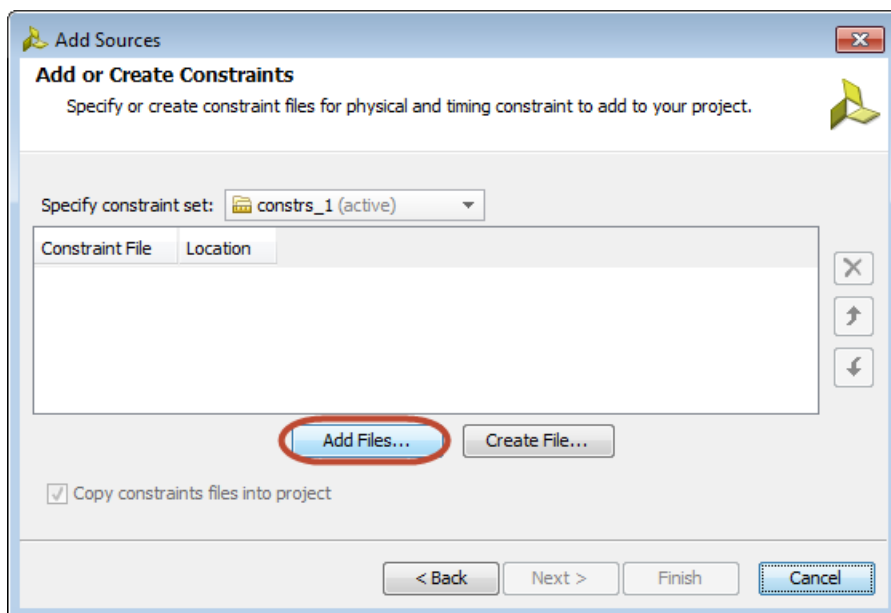 Add Sources
Add or Create Constraints
Specify or create constraint files for physical and timing constraint to add to your project.
Specify constraint set: constrs_1 (active)
Constraint File Location
Add Files... Create File...
Copy constraints files into project
< Back Next > Finish Cancel